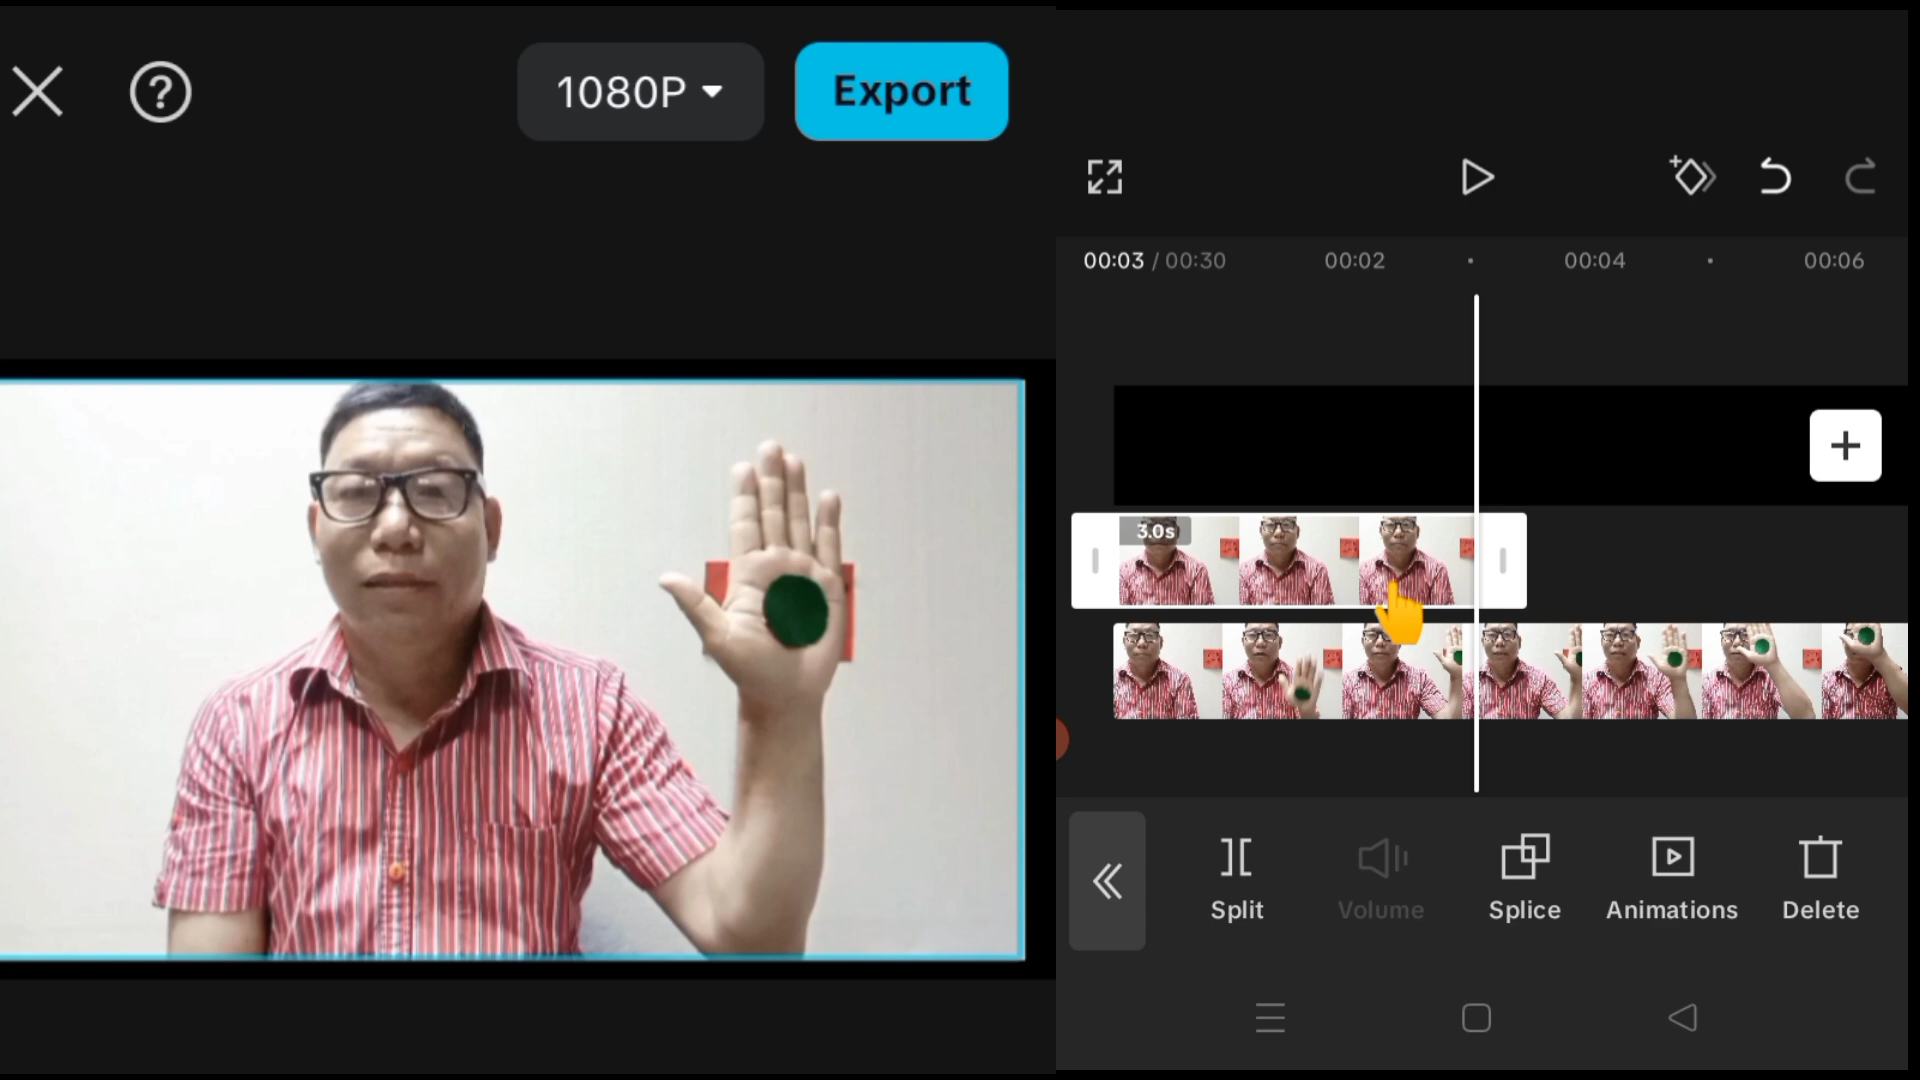 1080P
Export
00:03 / 00:30 00:02 00:04 00:06
3.0s
Split Volume Splice Animations Delete